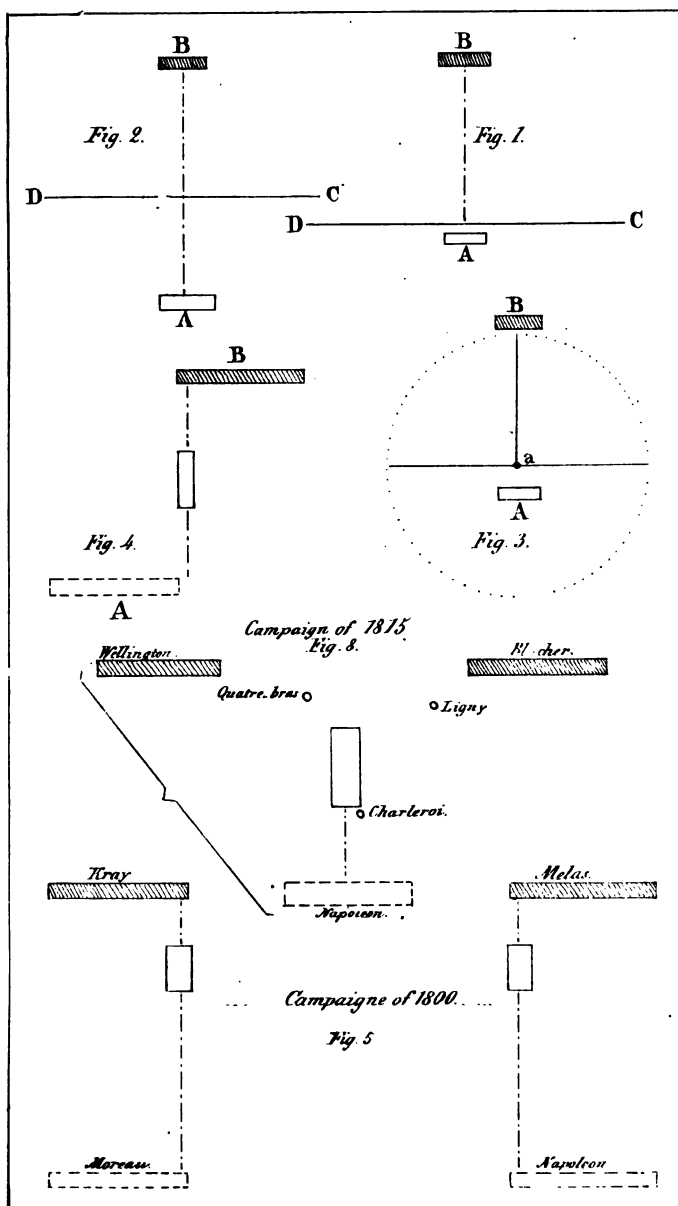 B
B
Fig. 2.
Fig. 1.
D C
D C
A
A
B
B
a
A
Fig. 4.
Fig. 3.
A
Campaign of 1815
Fig. 8.
Wellington.
Quatre-bras
Ligny
Charleroi.
Kray
Melas.
Napoleon
Campaigne of 1800.
Fig. 5
Moreau.
Napoleon